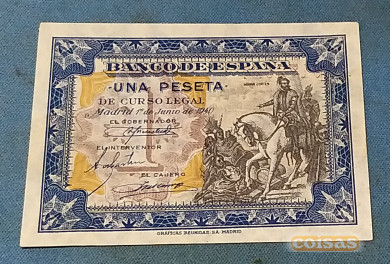 BANCO DE ESPAÑA
UNA PESETA
DE CURSO LEGAL
Madrid 1º de Junio de 1940
EL GOBERNADOR
EL INTERVENTOR
EL CAJERO
GRÁFICAS REUNIDAS, S.A. MADRID
coisas